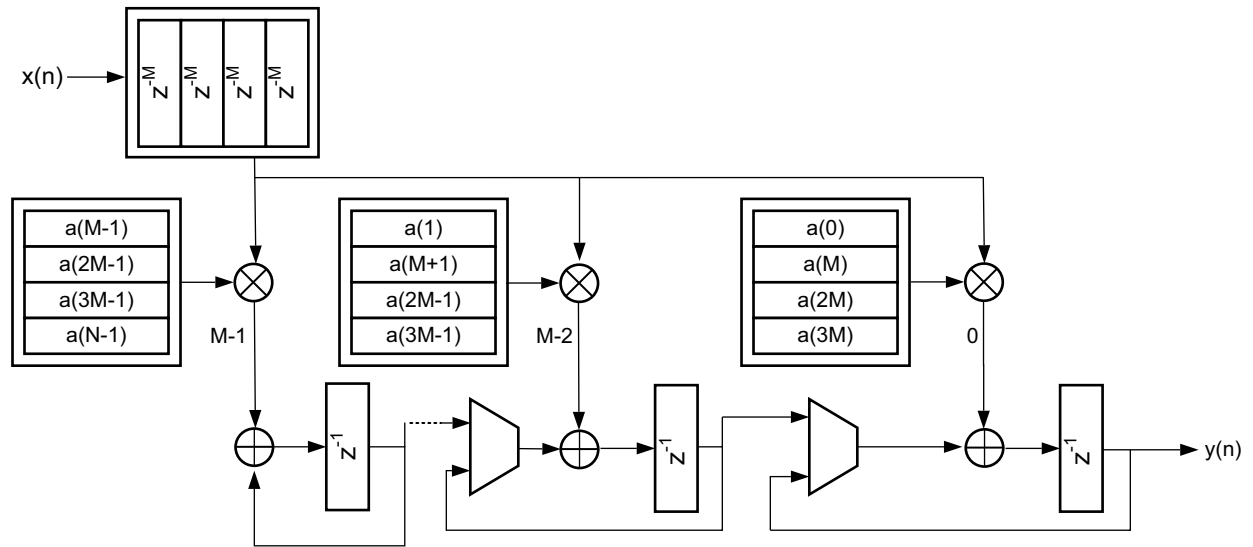 x(n)
z^-M
z^-M
z^-M
z^-M
a(M-1)
a(2M-1)
a(3M-1)
a(N-1)
a(1)
a(M+1)
a(2M-1)
a(3M-1)
a(0)
a(M)
a(2M)
a(3M)
M-1
M-2
0
z^-1
z^-1
z^-1
y(n)